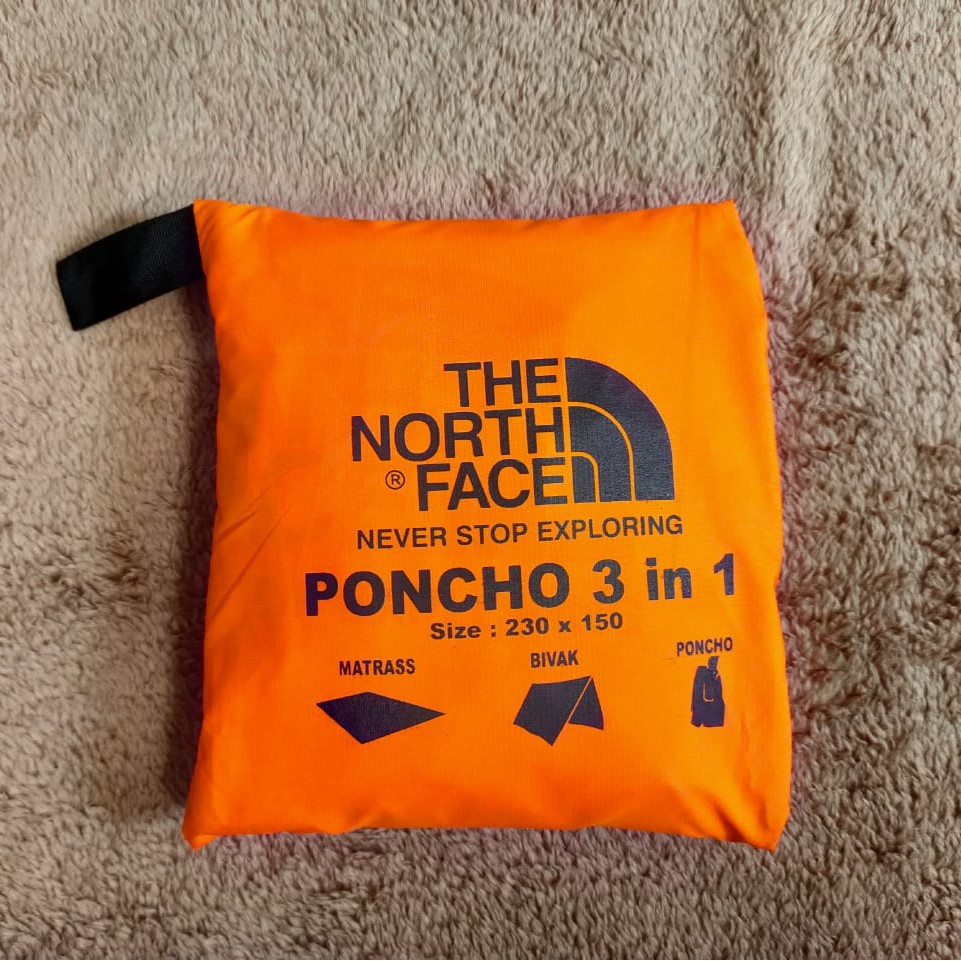 THE
NORTH
® FACE
NEVER STOP EXPLORING
PONCHO 3 in 1
Size : 230 x 150
MATRASS BIVAK PONCHO